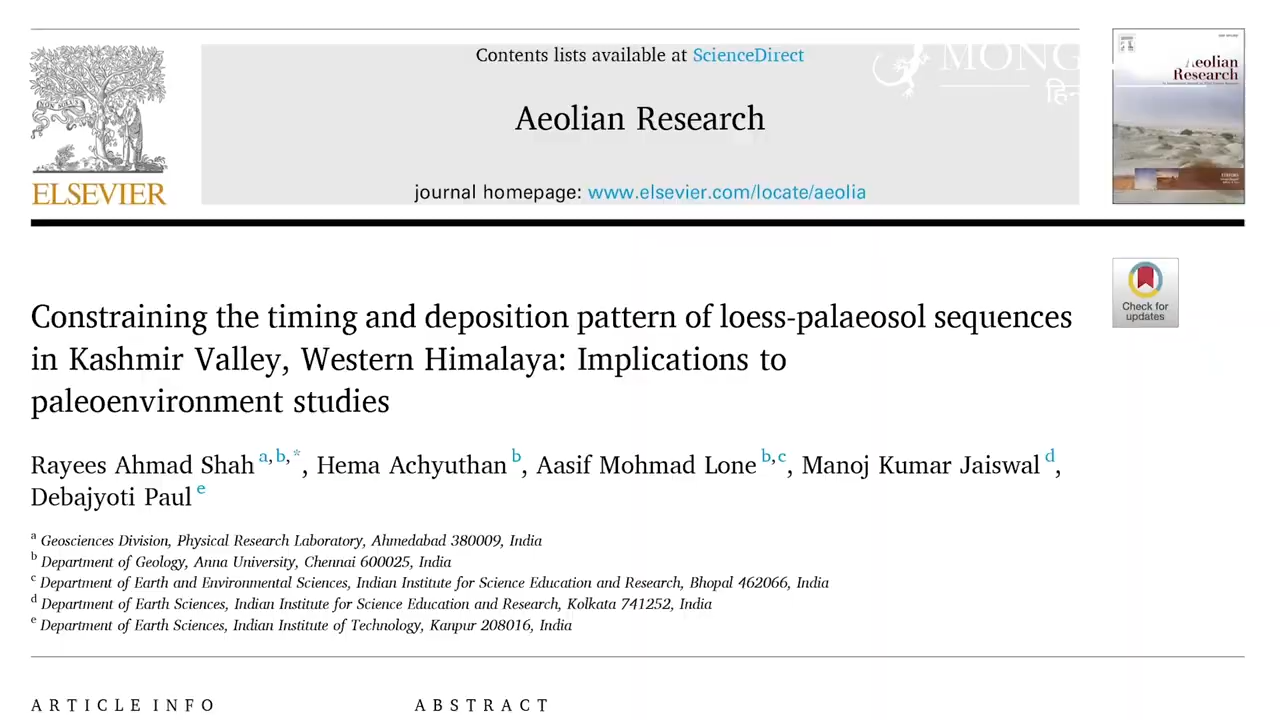 Contents lists available at ScienceDirect
MONG
हिन
Aeolian Research
journal homepage: www.elsevier.com/locate/aeolia
ELSEVIER
Aeolian
Research
Check for
updates
Constraining the timing and deposition pattern of loess-palaeosol sequences
in Kashmir Valley, Western Himalaya: Implications to
paleoenvironment studies
Rayees Ahmad Shah a,b,*, Hema Achyuthan b, Aasif Mohmad Lone b,c, Manoj Kumar Jaiswal d,
Debajyoti Paul e
a Geosciences Division, Physical Research Laboratory, Ahmedabad 380009, India
b Department of Geology, Anna University, Chennai 600025, India
c Department of Earth and Environmental Sciences, Indian Institute for Science Education and Research, Bhopal 462066, India
d Department of Earth Sciences, Indian Institute for Science Education and Research, Kolkata 741252, India
e Department of Earth Sciences, Indian Institute of Technology, Kanpur 208016, India
ARTICLE INFO
ABSTRACT